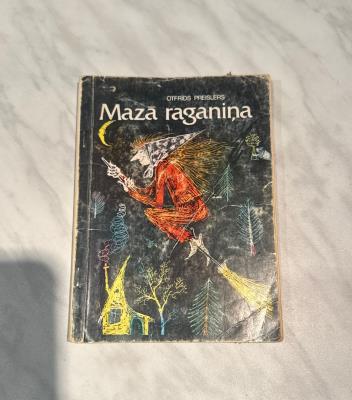 OTFRĪDS PREISLERS
Mazā raganiņa